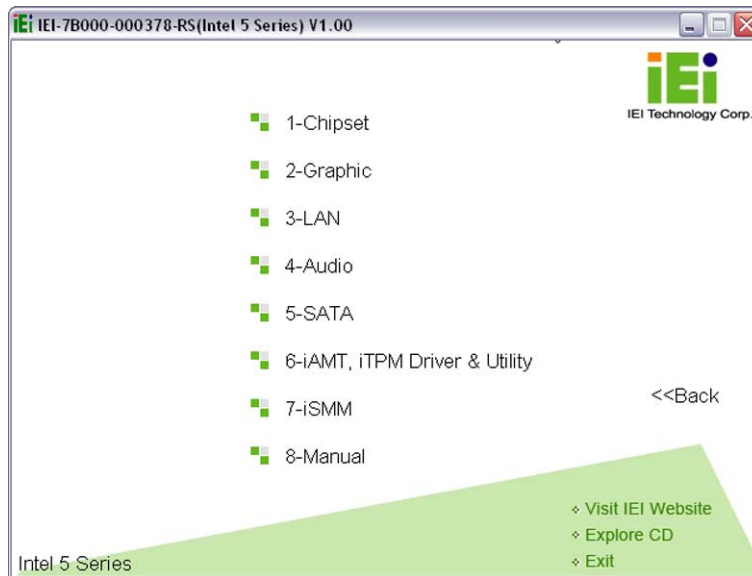 iEi IEI-7B000-000378-RS(Intel 5 Series) V1.00
iEi
IEI Technology Corp.
1-Chipset
2-Graphic
3-LAN
4-Audio
5-SATA
6-iAMT, iTPM Driver & Utility
7-iSMM
<<Back
8-Manual
Visit IEI Website
Explore CD
Exit
Intel 5 Series